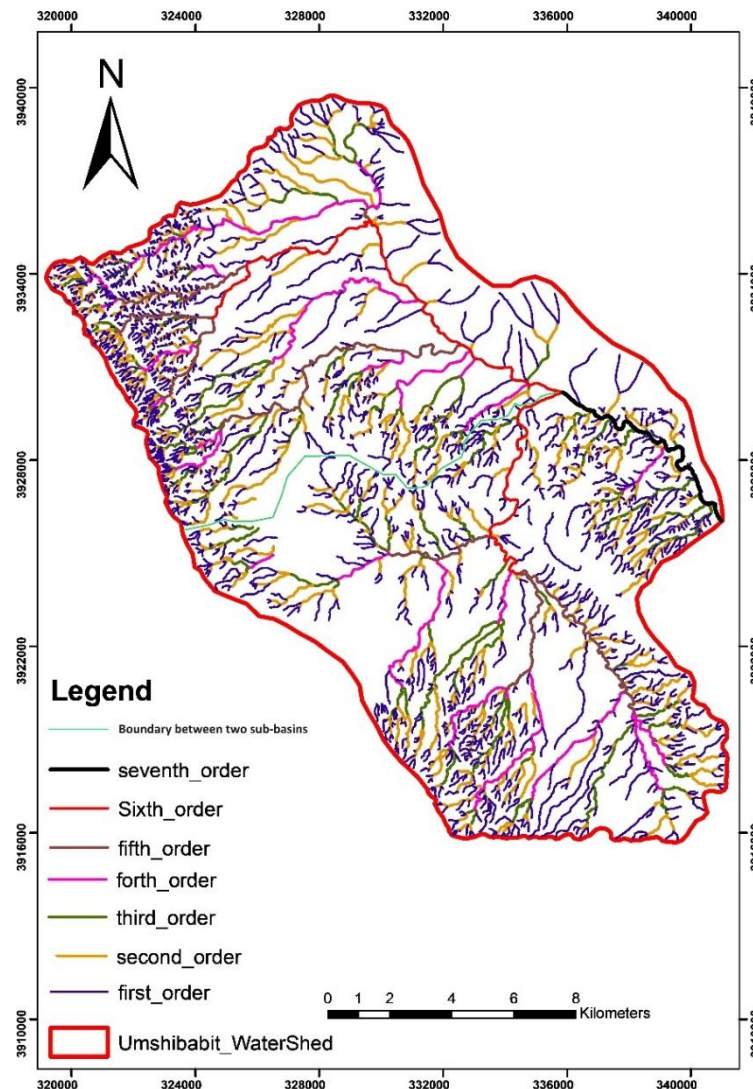 320000 324000 328000 332000 336000 340000
N
3940000
3934000
3928000
3922000
3916000
3910000
Legend
Boundary between two sub-basins
seventh_order
Sixth_order
fifth_order
forth_order
third_order
second_order
first_order
Umshibabit_WaterShed
0 1 2 4 6 8
Kilometers
320000 324000 328000 332000 336000 340000